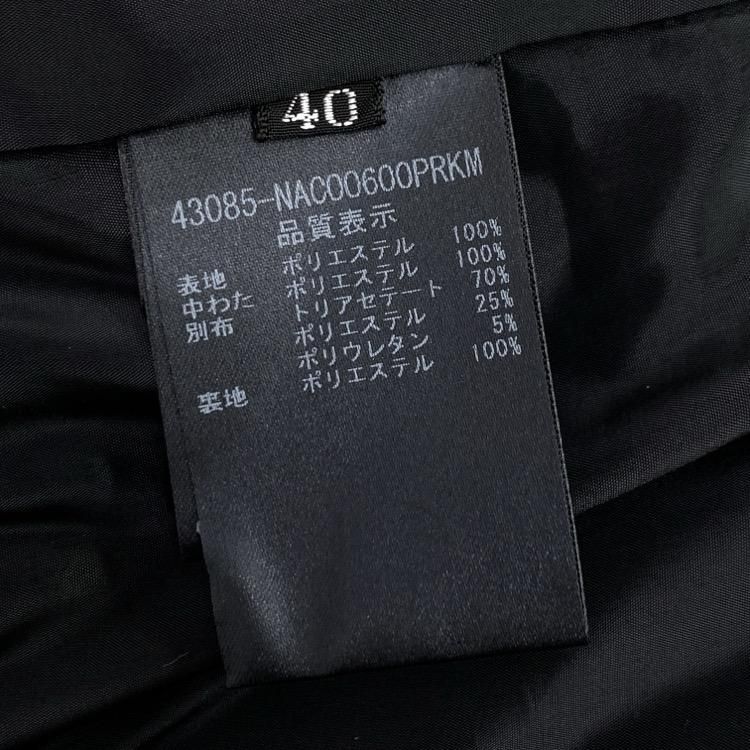 40
43085-NAC00600PRKM
品質表示
表地 ポリエステル 100%
中わた ポリエステル 100%
別布 トリアセテート 70%
ポリエステル 25%
ポリウレタン 5%
裏地 ポリエステル 100%